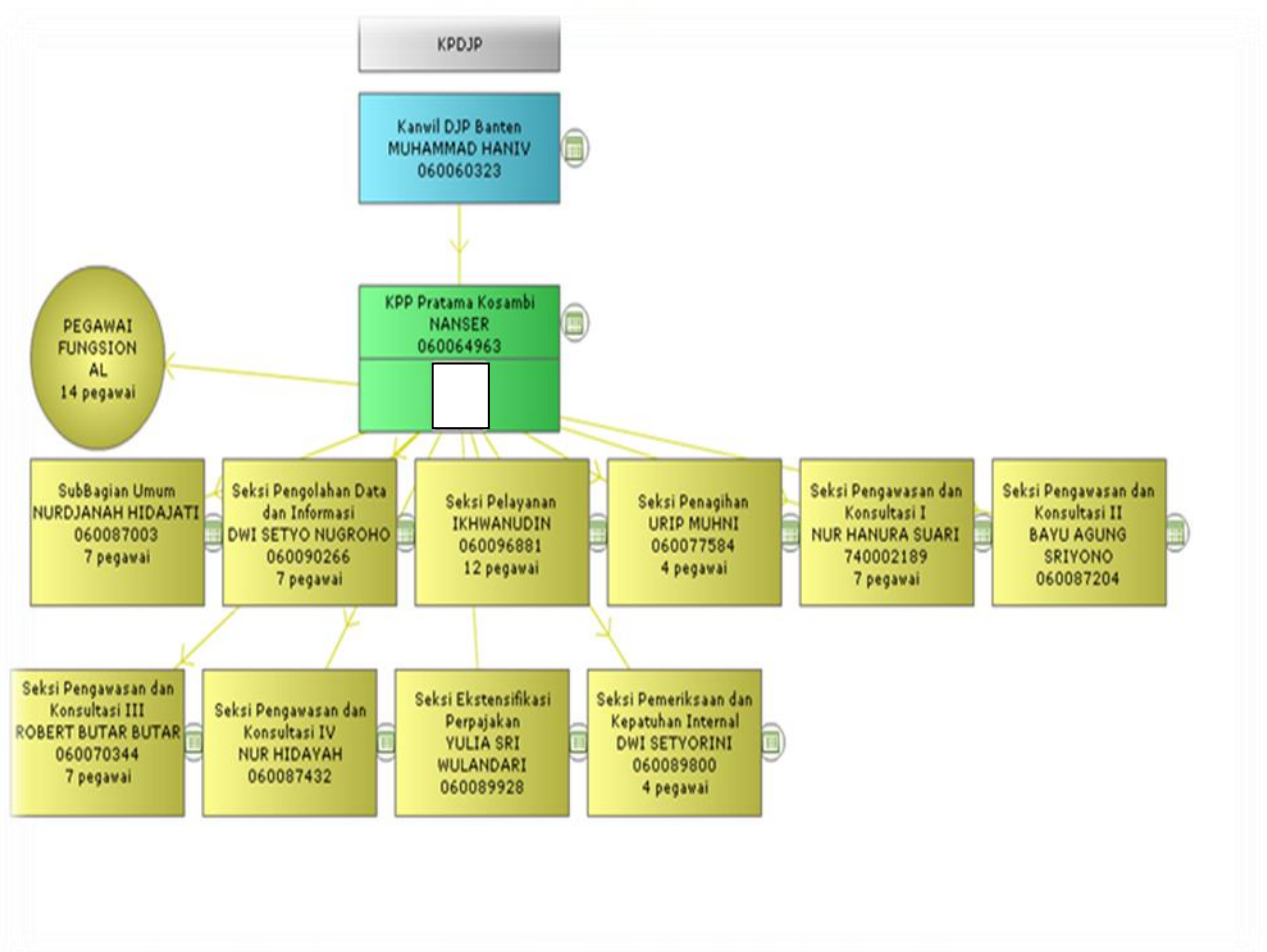 KPDJP
Kanwil DJP Banten
MUHAMMAD HANIV
060060323
KPP Pratama Kosambi
NANSER
060064963
PEGAWAI
FUNGSION
AL
14 pegawai
SubBagian Umum
NURDJANAH HIDAJATI
060087003
7 pegawai
Seksi Pengolahan Data
dan Informasi
DWI SETYO NUGROHO
060090266
7 pegawai
Seksi Pelayanan
IKHWANUDIN
060096881
12 pegawai
Seksi Penagihan
URIP MUHNI
060077584
4 pegawai
Seksi Pengawasan dan
Konsultasi I
NUR HANURA SUARI
740002189
7 pegawai
Seksi Pengawasan dan
Konsultasi II
BAYU AGUNG
SRIYONO
060087204
Seksi Pengawasan dan
Konsultasi III
ROBERT BUTAR BUTAR
060070344
7 pegawai
Seksi Pengawasan dan
Konsultasi IV
NUR HIDAYAH
060087432
Seksi Ekstensifikasi
Perpajakan
YULIA SRI
WULANDARI
060089928
Seksi Pemeriksaan dan
Kepatuhan Internal
DWI SETYORINI
060089800
4 pegawai